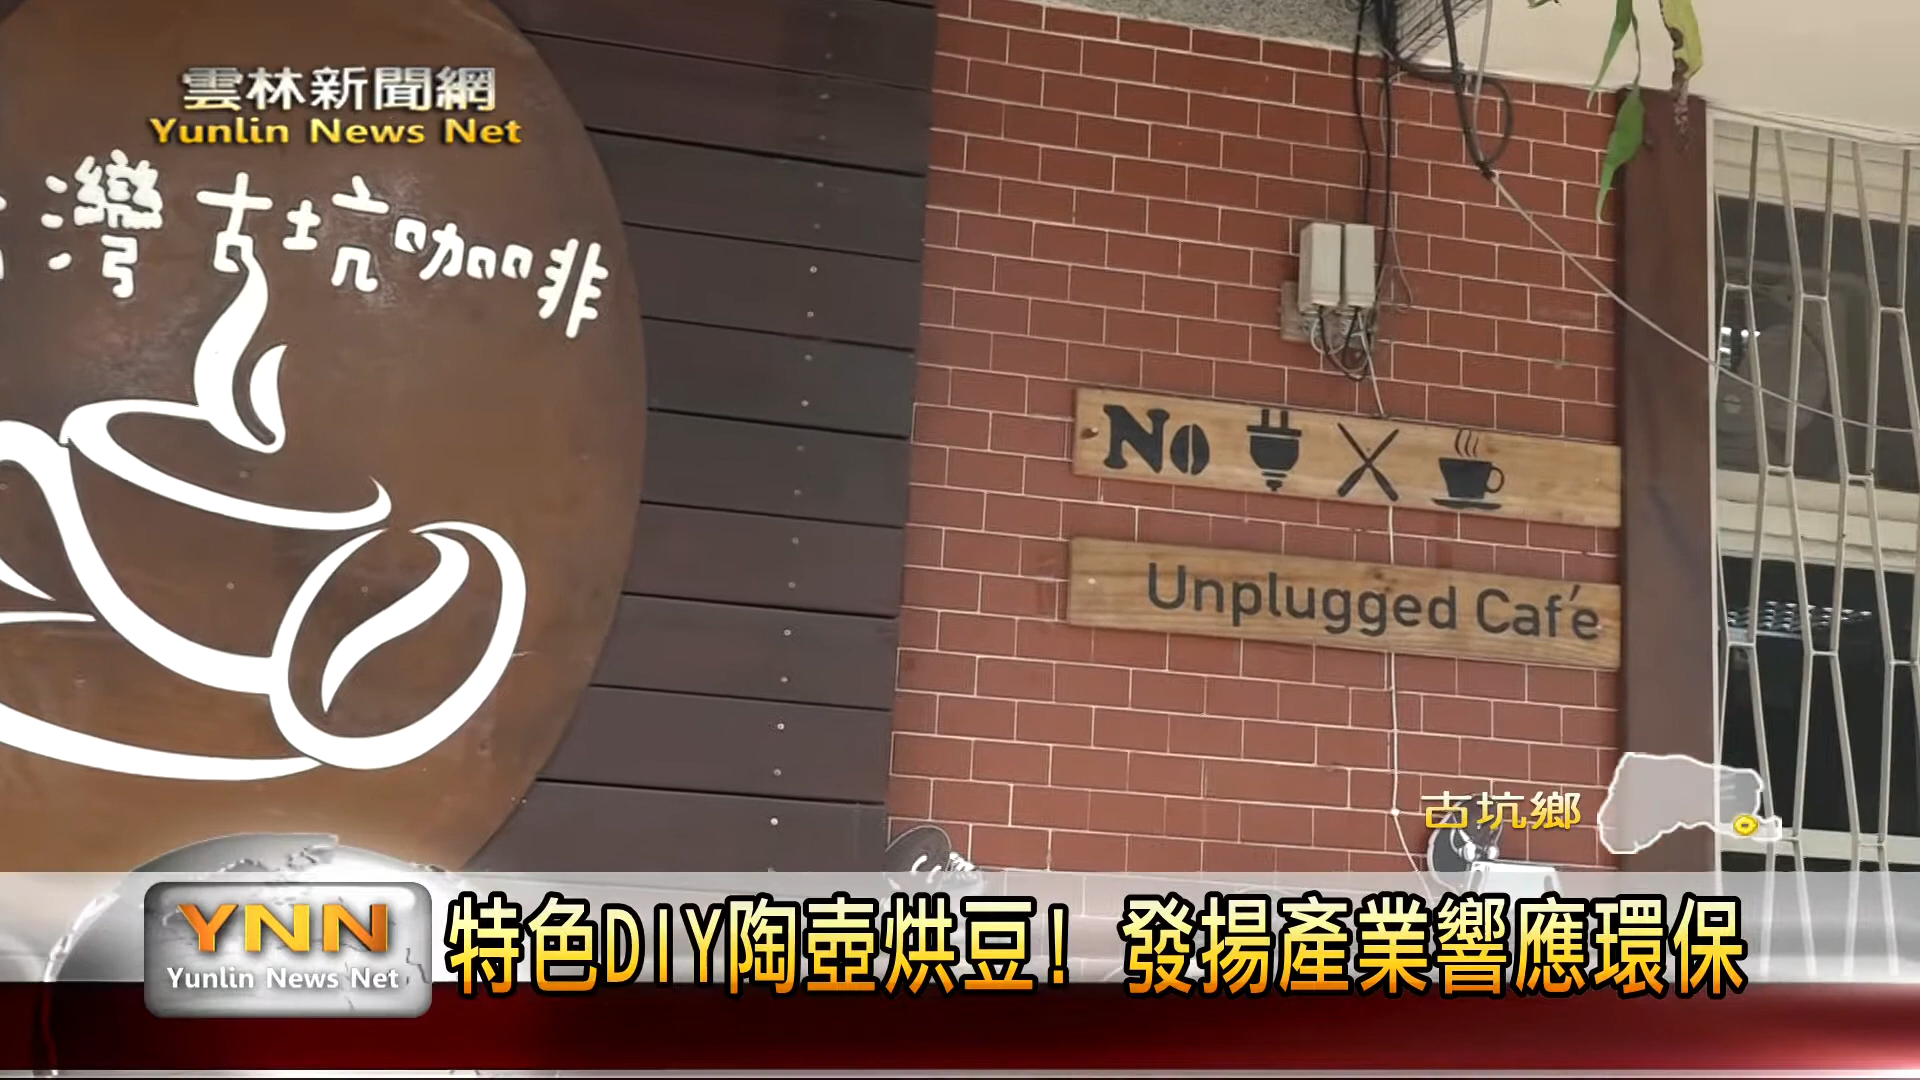 雲林新聞網
Yunlin News Net
灣古坑咖啡
No
Unplugged Café
古坑鄉
YNN
Yunlin News Net
特色DIY陶壺烘豆! 發揚產業響應環保